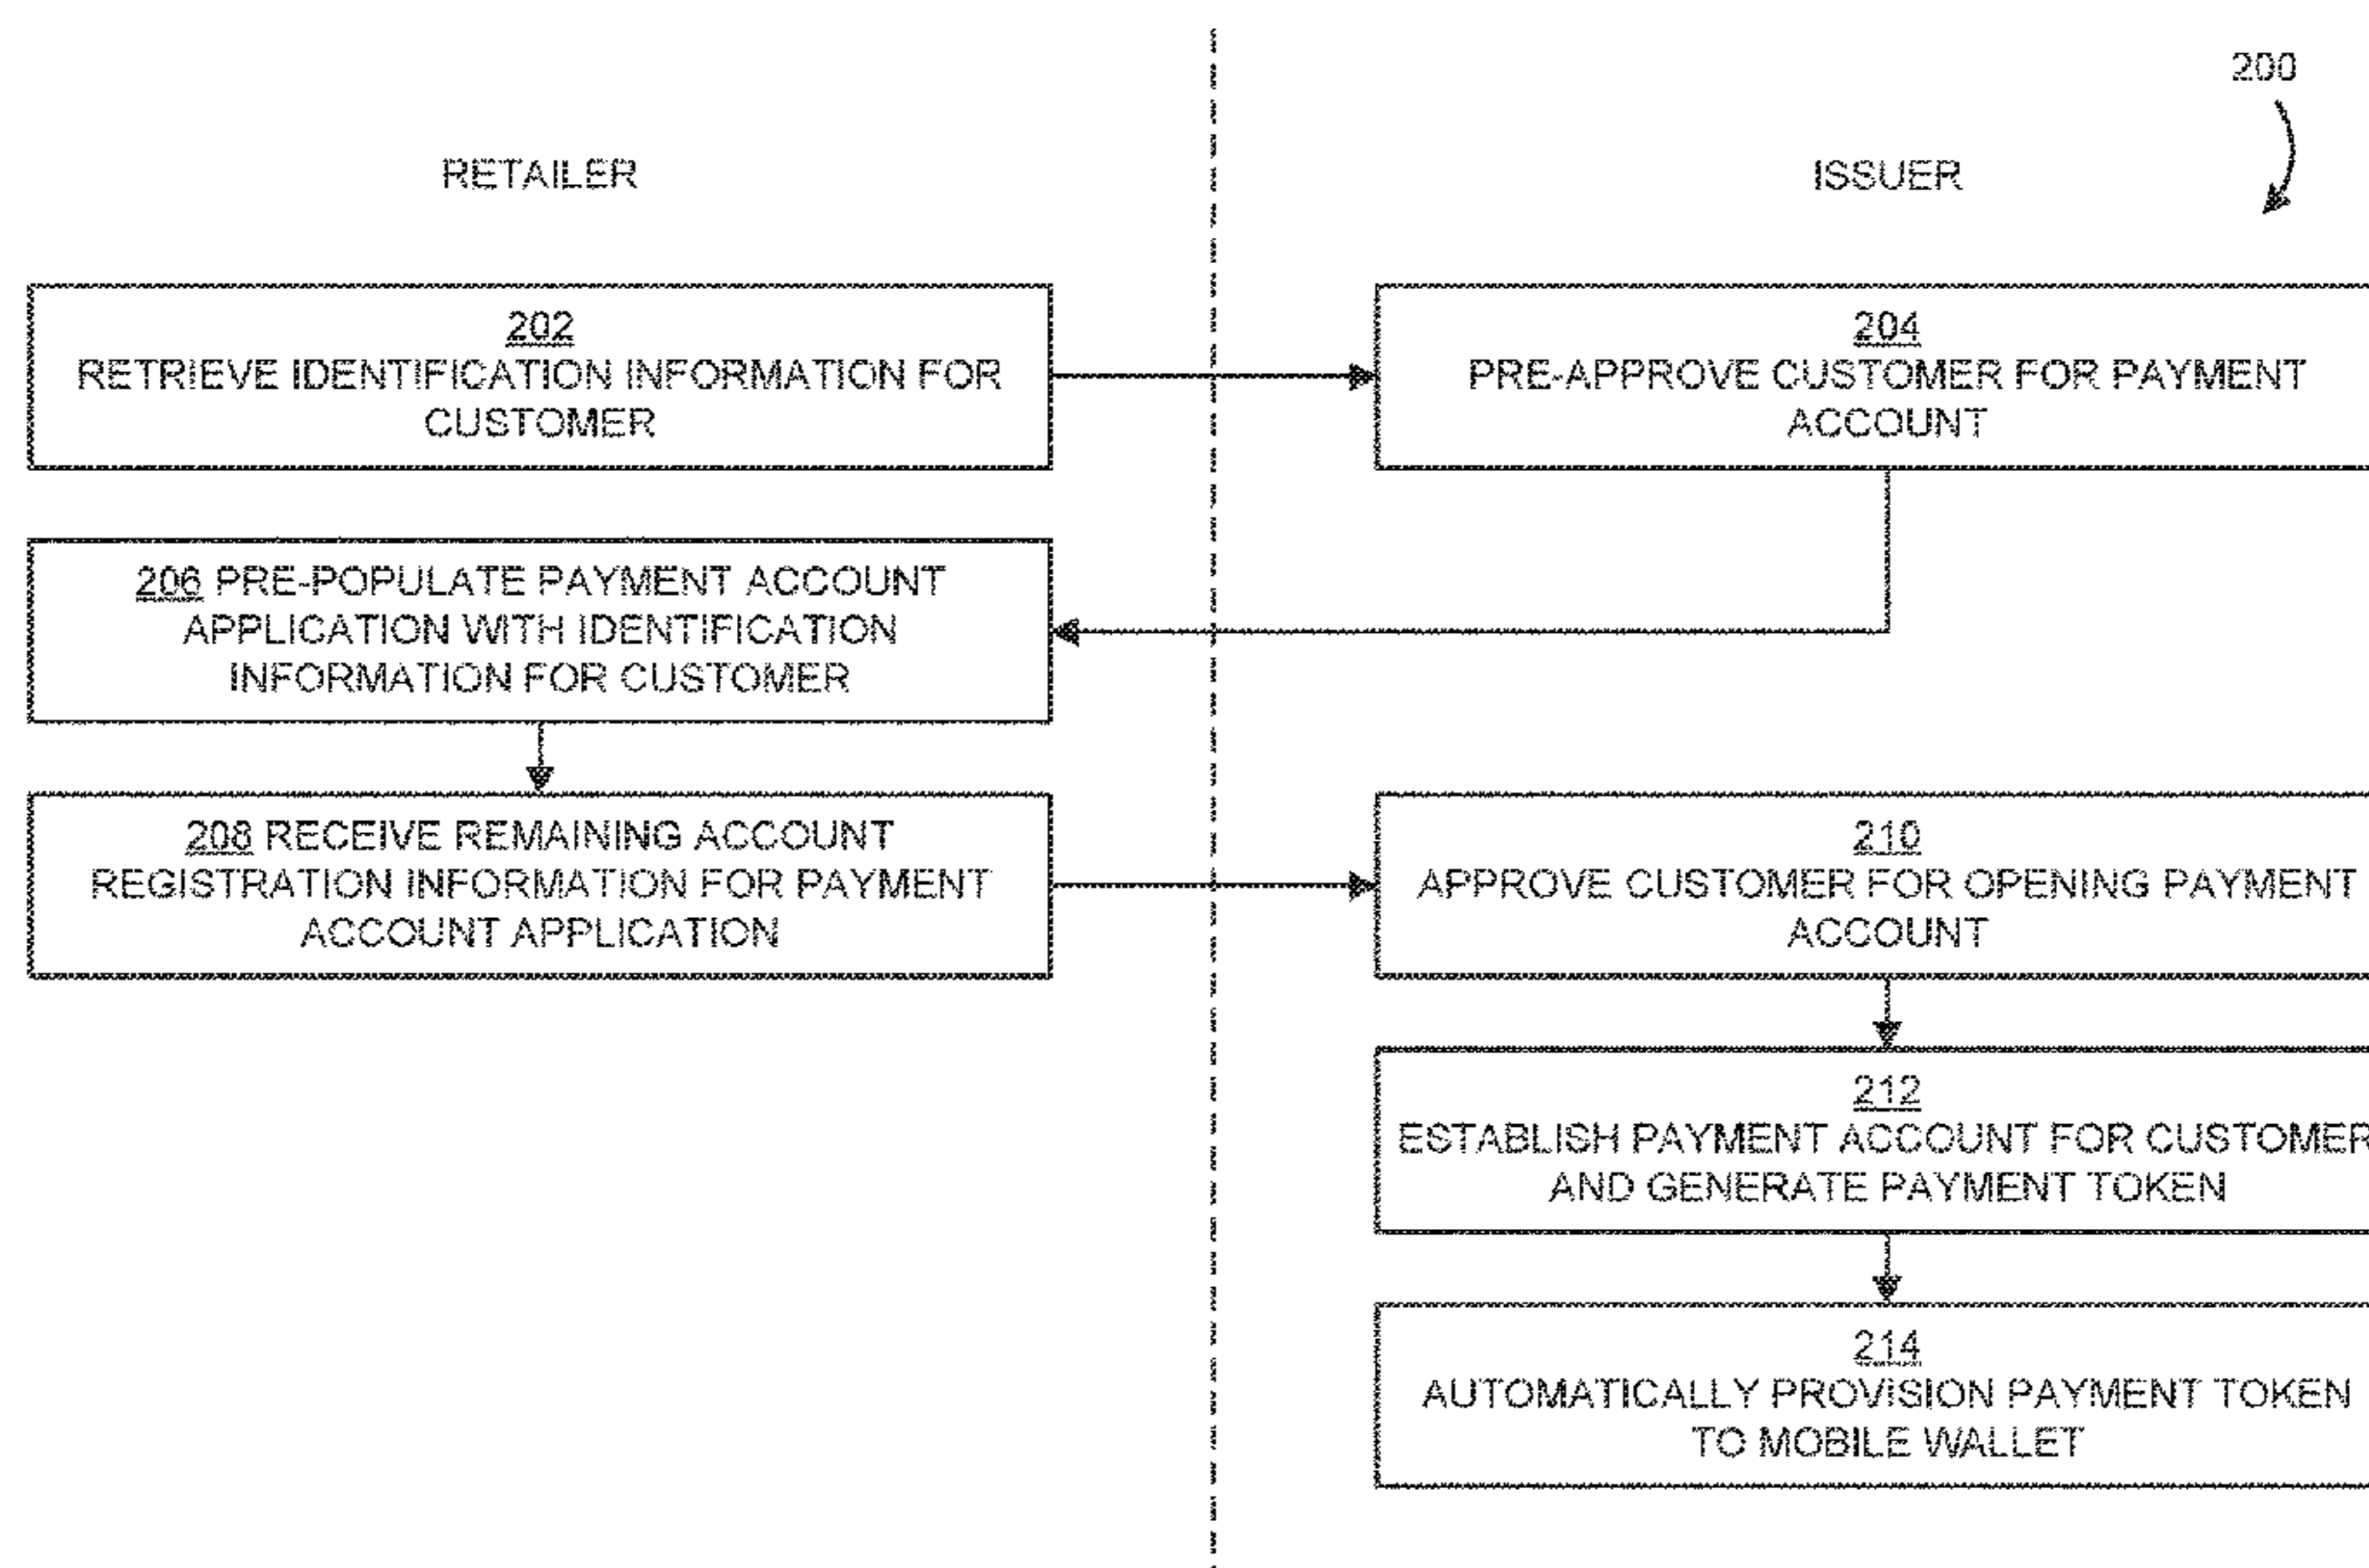 200
RETAILER
ISSUER
202
RETRIEVE IDENTIFICATION INFORMATION FOR
CUSTOMER
204
PRE-APPROVE CUSTOMER FOR PAYMENT
ACCOUNT
206 PRE-POPULATE PAYMENT ACCOUNT
APPLICATION WITH IDENTIFICATION
INFORMATION FOR CUSTOMER
208 RECEIVE REMAINING ACCOUNT
REGISTRATION INFORMATION FOR PAYMENT
ACCOUNT APPLICATION
210
APPROVE CUSTOMER FOR OPENING PAYMENT
ACCOUNT
212
ESTABLISH PAYMENT ACCOUNT FOR CUSTOMER
AND GENERATE PAYMENT TOKEN
214
AUTOMATICALLY PROVISION PAYMENT TOKEN
TO MOBILE WALLET